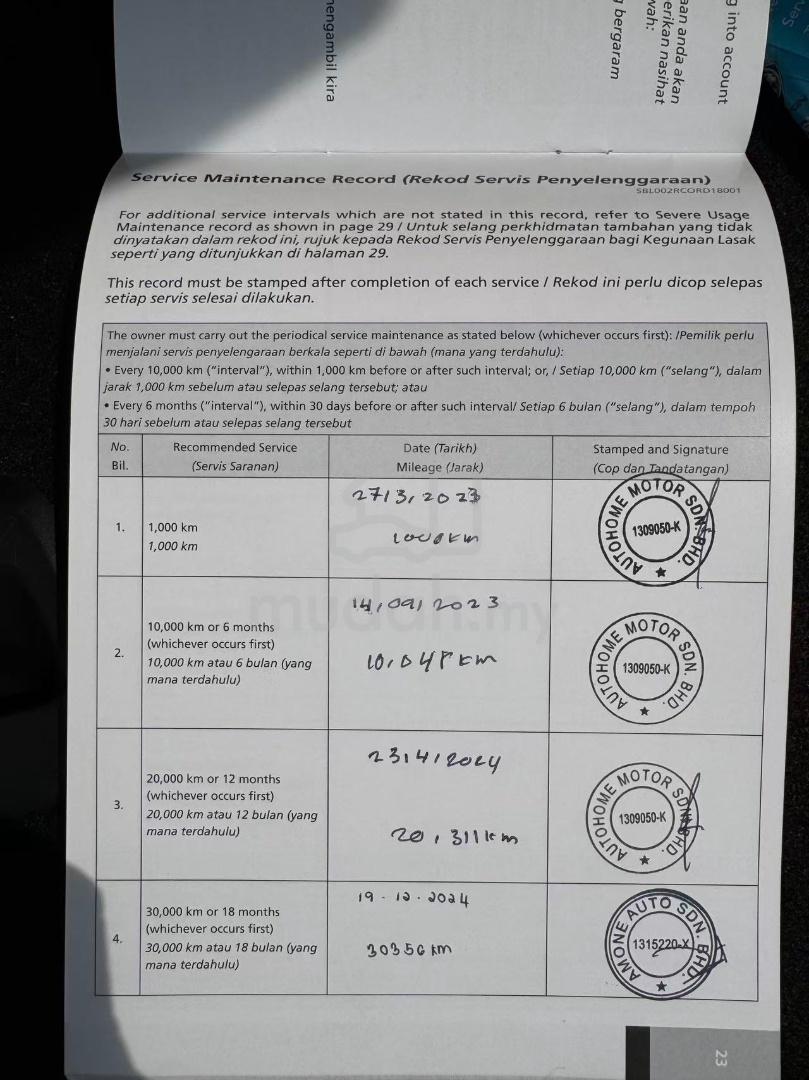 g into account
aan anda akan
erikan nasihat
wah:
g bergaram
mengambil kira
Service Maintenance Record (Rekod Servis Penyelenggaraan)
SBL002RCORD18001
For additional service intervals which are not stated in this record, refer to Severe Usage
Maintenance record as shown in page 29 / Untuk selang perkhidmatan tambahan yang tidak
dinyatakan dalam rekod ini, rujuk kepada Rekod Servis Penyelenggaraan bagi Kegunaan Lasak
seperti yang ditunjukkan di halaman 29.
This record must be stamped after completion of each service / Rekod ini perlu dicop selepas
setiap servis selesai dilakukan.
The owner must carry out the periodical service maintenance as stated below (whichever occurs first): /Pemilik perlu
menjalani servis penyelengaraan berkala seperti di bawah (mana yang terdahulu):
• Every 10,000 km ("interval"), within 1,000 km before or after such interval; or, / Setiap 10,000 km ("selang"), dalam
jarak 1,000 km sebelum atau selepas selang tersebut; atau
• Every 6 months ("interval"), within 30 days before or after such interval/ Setiap 6 bulan ("selang"), dalam tempoh
30 hari sebelum atau selepas selang tersebut
No.
Bil.
Recommended Service
(Servis Saranan)
Date (Tarikh)
Mileage (Jarak)
Stamped and Signature
(Cop dan Tandatangan)
1.
1,000 km
1,000 km
27/3/2023
1000 km
AUTOHOME MOTOR SDN. BHD.
1309050-K
mudah.my
2.
10,000 km or 6 months
(whichever occurs first)
10,000 km atau 6 bulan (yang
mana terdahulu)
14/09/2023
10,048 km
AUTOHOME MOTOR SDN. BHD.
1309050-K
3.
20,000 km or 12 months
(whichever occurs first)
20,000 km atau 12 bulan (yang
mana terdahulu)
23/4/2024
20,311 km
AUTOHOME MOTOR SDN. BHD.
1309050-K
4.
30,000 km or 18 months
(whichever occurs first)
30,000 km atau 18 bulan (yang
mana terdahulu)
19-12-2024
30356 km
AMONE AUTO SDN. BHD.
1315220-X
23